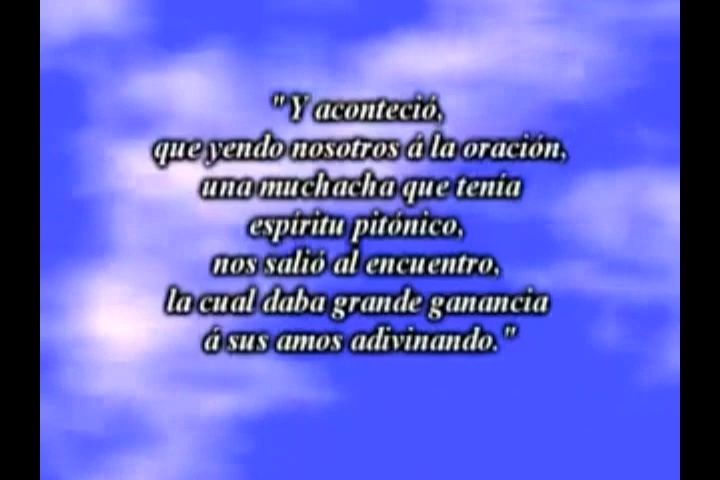 "Y aconteció,
que yendo nosotros á la oración,
una muchacha que tenía
espíritu pitónico,
nos salió al encuentro,
la cual daba grande ganancia
á sus amos adivinando."